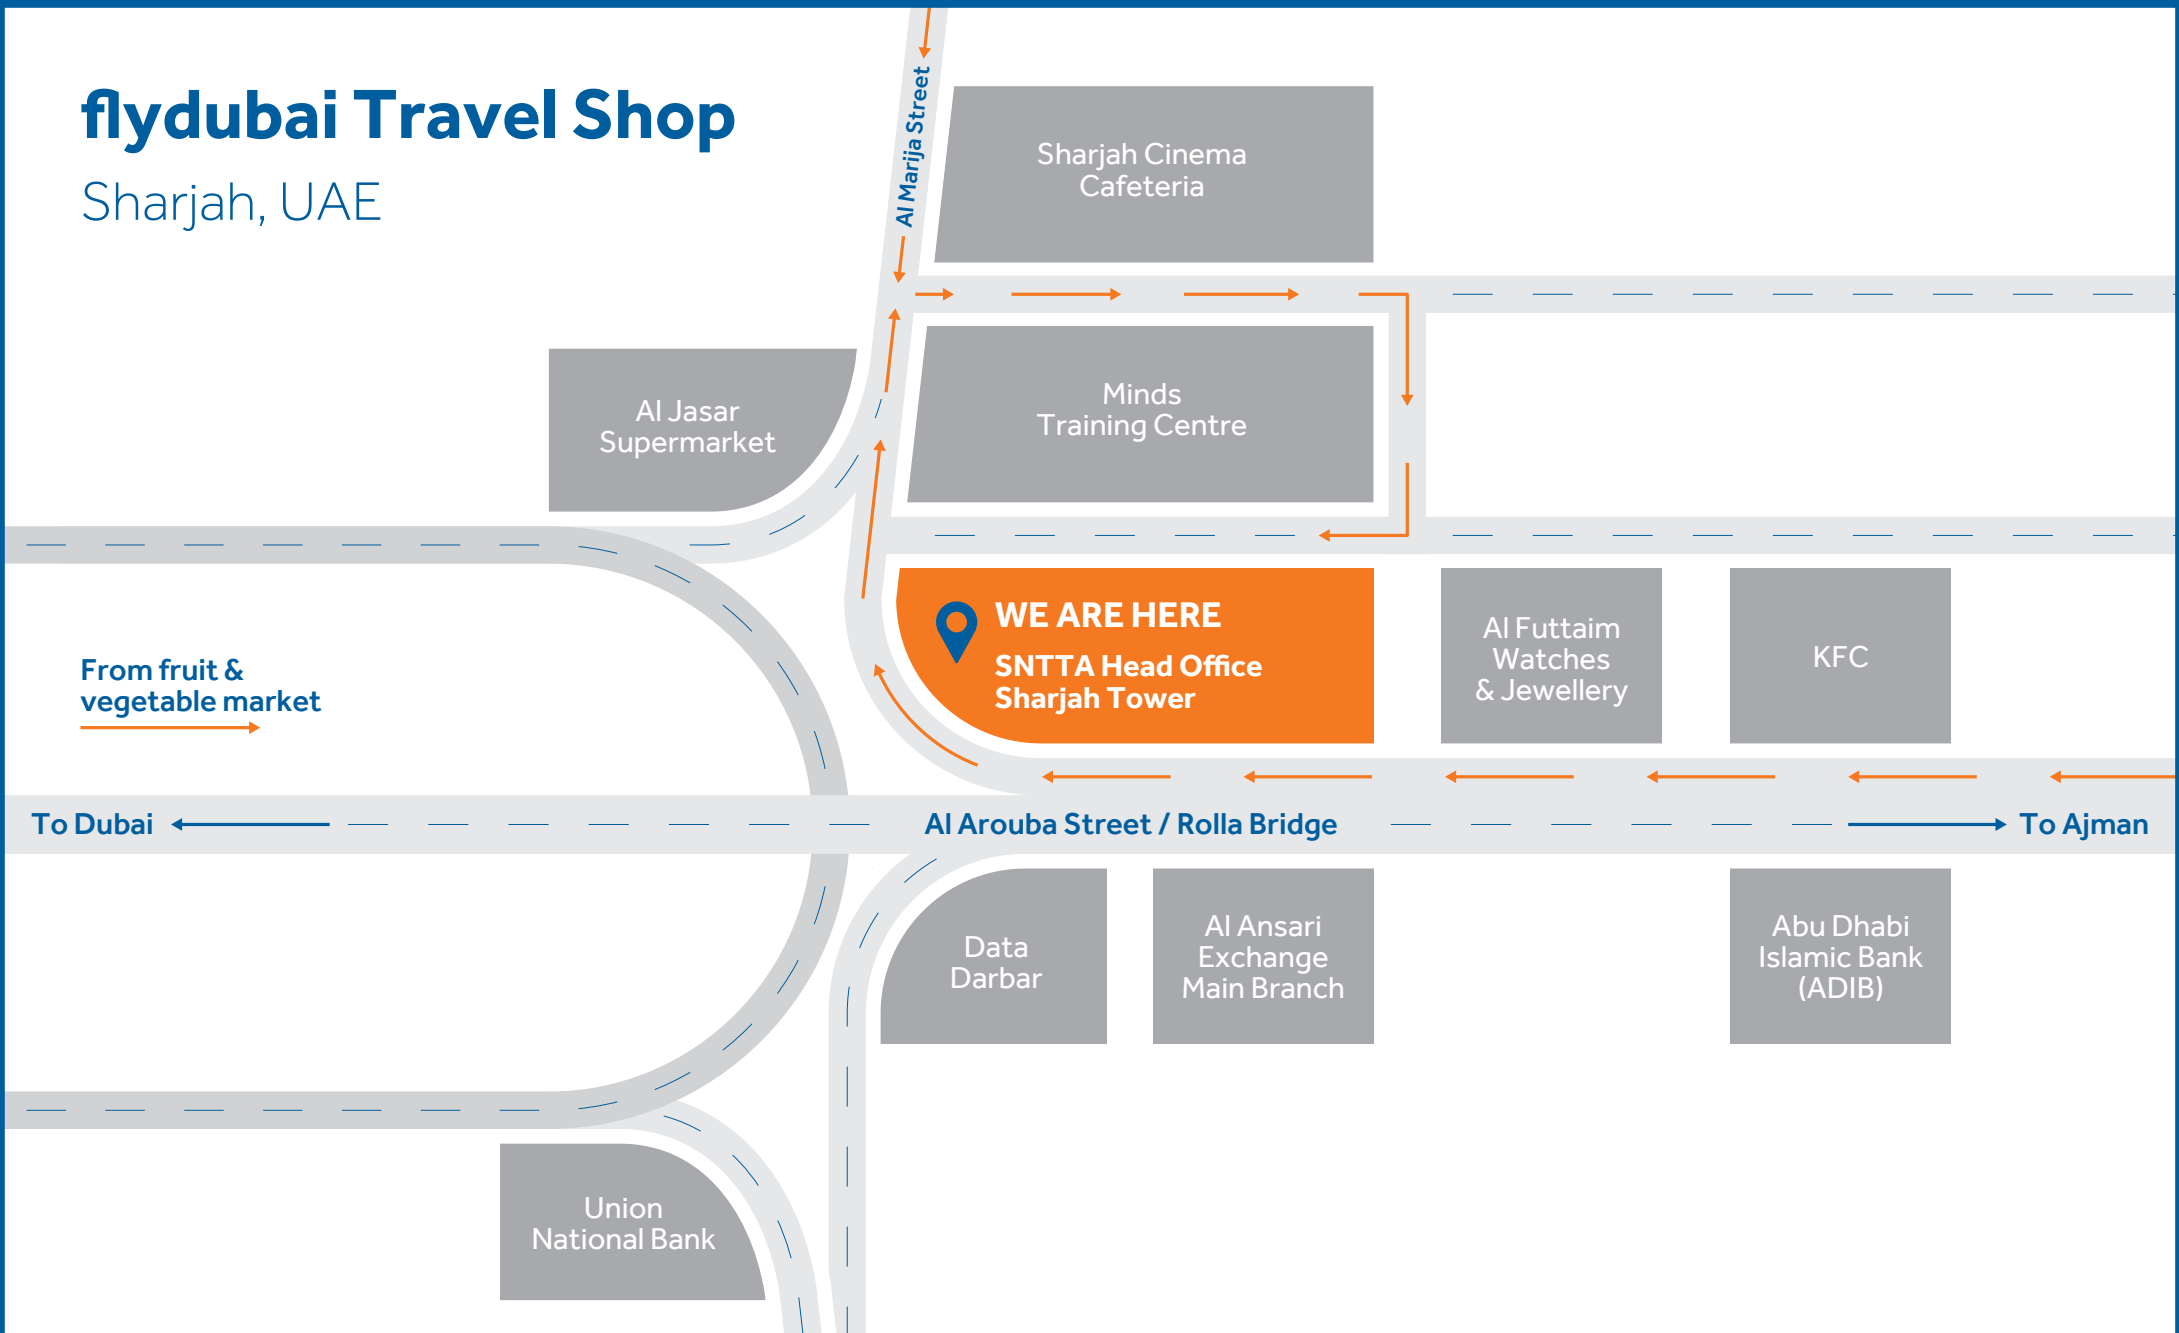 flydubai Travel Shop
Sharjah, UAE
Al Marija Street
Sharjah Cinema
Cafeteria
Al Jasar
Supermarket
Minds
Training Centre
From fruit &
vegetable market
WE ARE HERE
SNTTA Head Office
Sharjah Tower
Al Futtaim
Watches
& Jewellery
KFC
To Dubai
Al Arouba Street / Rolla Bridge
To Ajman
Data
Darbar
Al Ansari
Exchange
Main Branch
Abu Dhabi
Islamic Bank
(ADIB)
Union
National Bank